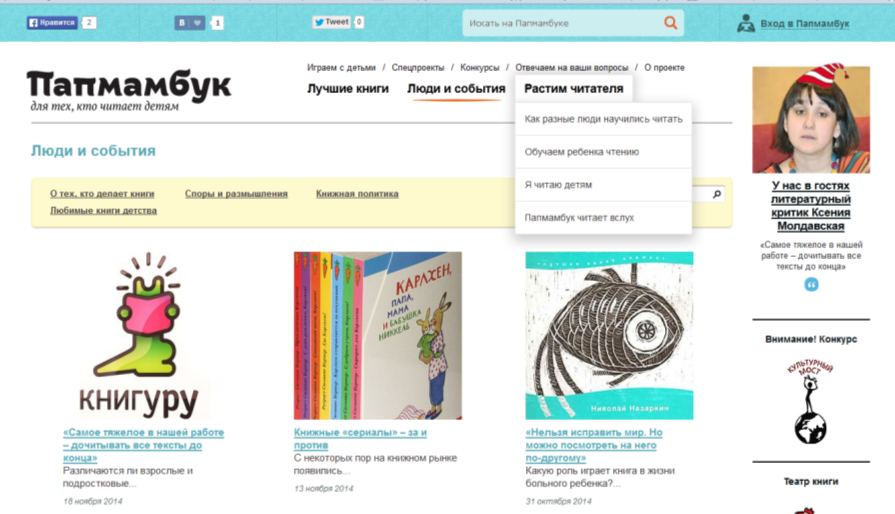 Нравится 2
В 1
Tweet 0
Искать на Папмамбуке
Вход в Папмамбук
Папмамбук
для тех, кто читает детям
Играем с детьми / Спецпроекты / Конкурсы / Отвечаем на ваши вопросы / О проекте
Лучшие книги Люди и события Растим читателя
Как разные люди научились читать
Обучаем ребенка чтению
Я читаю детям
Папмамбук читает вслух
Люди и события
О тех, кто делает книги Споры и размышления Книжная политика
Любимые книги детства
КНИГУРУ
«Самое тяжелое в нашей работе
– дочитывать все тексты до
конца»
Различаются ли взрослые и
подростковые...
18 ноября 2014
КАРЛХЕН,
ПАПА,
МАМА
И БАБУШКА
НИККЕЛЬ
Книжные «сериалы» – за и
против
С некоторых пор на книжном рынке
появились...
13 ноября 2014
Николай Назаркин
«Нельзя исправить мир. Но
можно посмотреть на него
по-другому»
Какую роль играет книга в жизни
больного ребенка?...
31 октября 2014
У нас в гостях
литературный
критик Ксения
Молдавская
«Самое тяжелое в нашей
работе – дочитывать все
тексты до конца»
Внимание! Конкурс
КУЛЬТУРНЫЙ
МОСТ
Театр книги